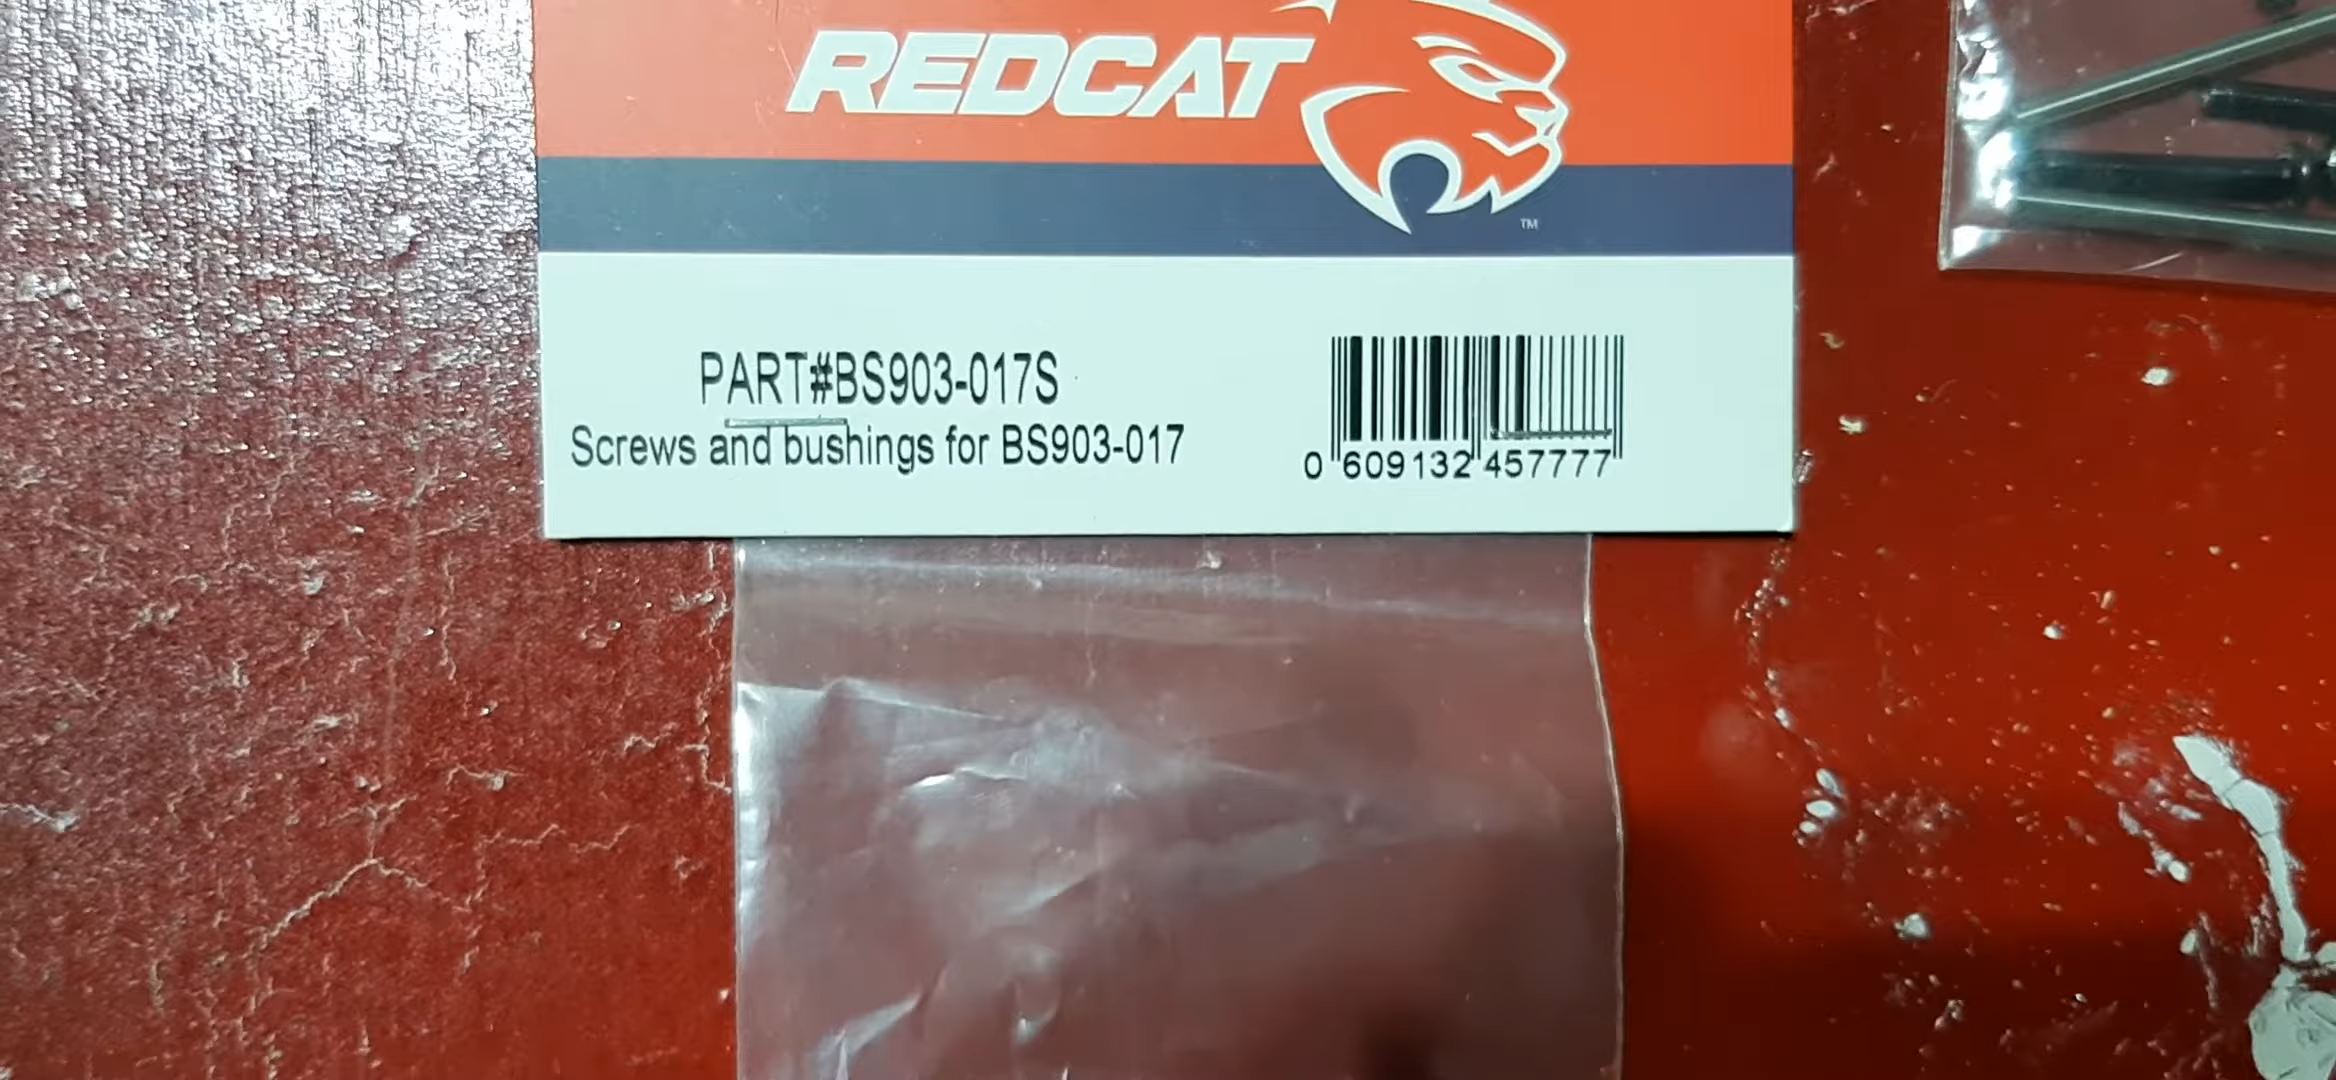 REDCAT
TM
PART#BS903-017S
Screws and bushings for BS903-017
0 609132 457777